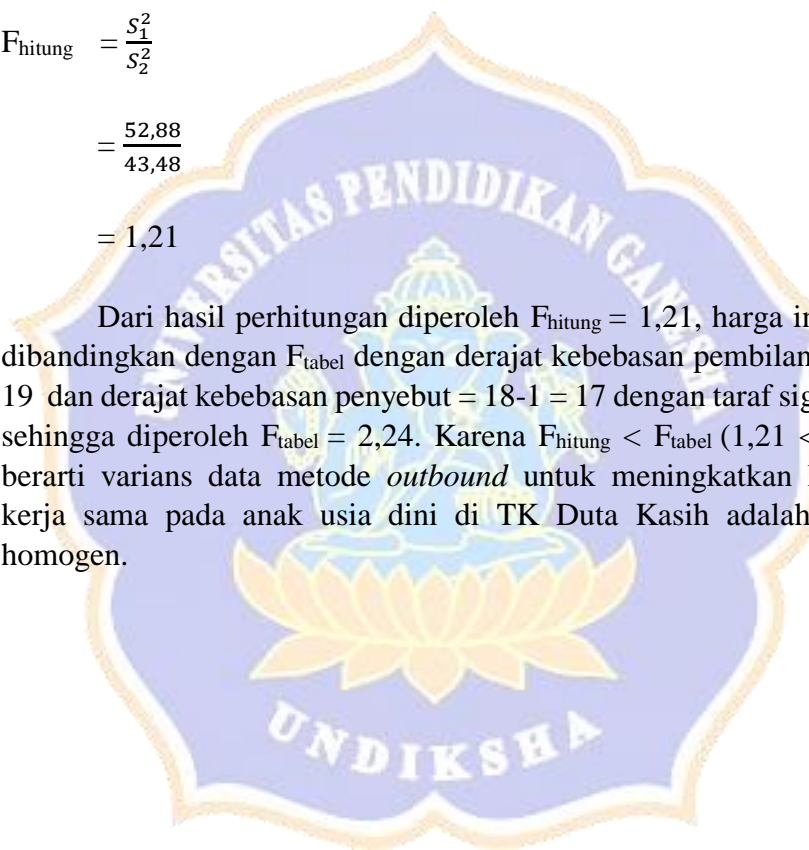 Fhitung = S₁²/S₂²
= 52,88/43,48
= 1,21
UNIVERSITAS PENDIDIKAN GANESHA
Dari hasil perhitungan diperoleh Fhitung = 1,21, harga
dibandingkan dengan Ftabel dengan derajat kebebasan
19 dan derajat kebebasan penyebut = 18-1 = 17 dengan taraf
sehingga diperoleh Ftabel = 2,24. Karena Fhitung < Ftabel (1,21 <
berarti varians data metode outbound untuk meningkatkan
kerja sama pada anak usia dini di TK Duta Kasih adalah
homogen.
UNDIKSHA